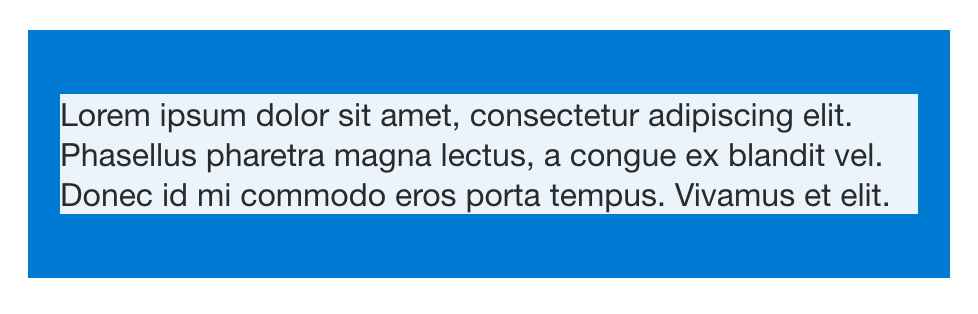 Lorem ipsum dolor sit amet, consectetur adipiscing elit.
Phasellus pharetra magna lectus, a congue ex blandit vel.
Donec id mi commodo eros porta tempus. Vivamus et elit.